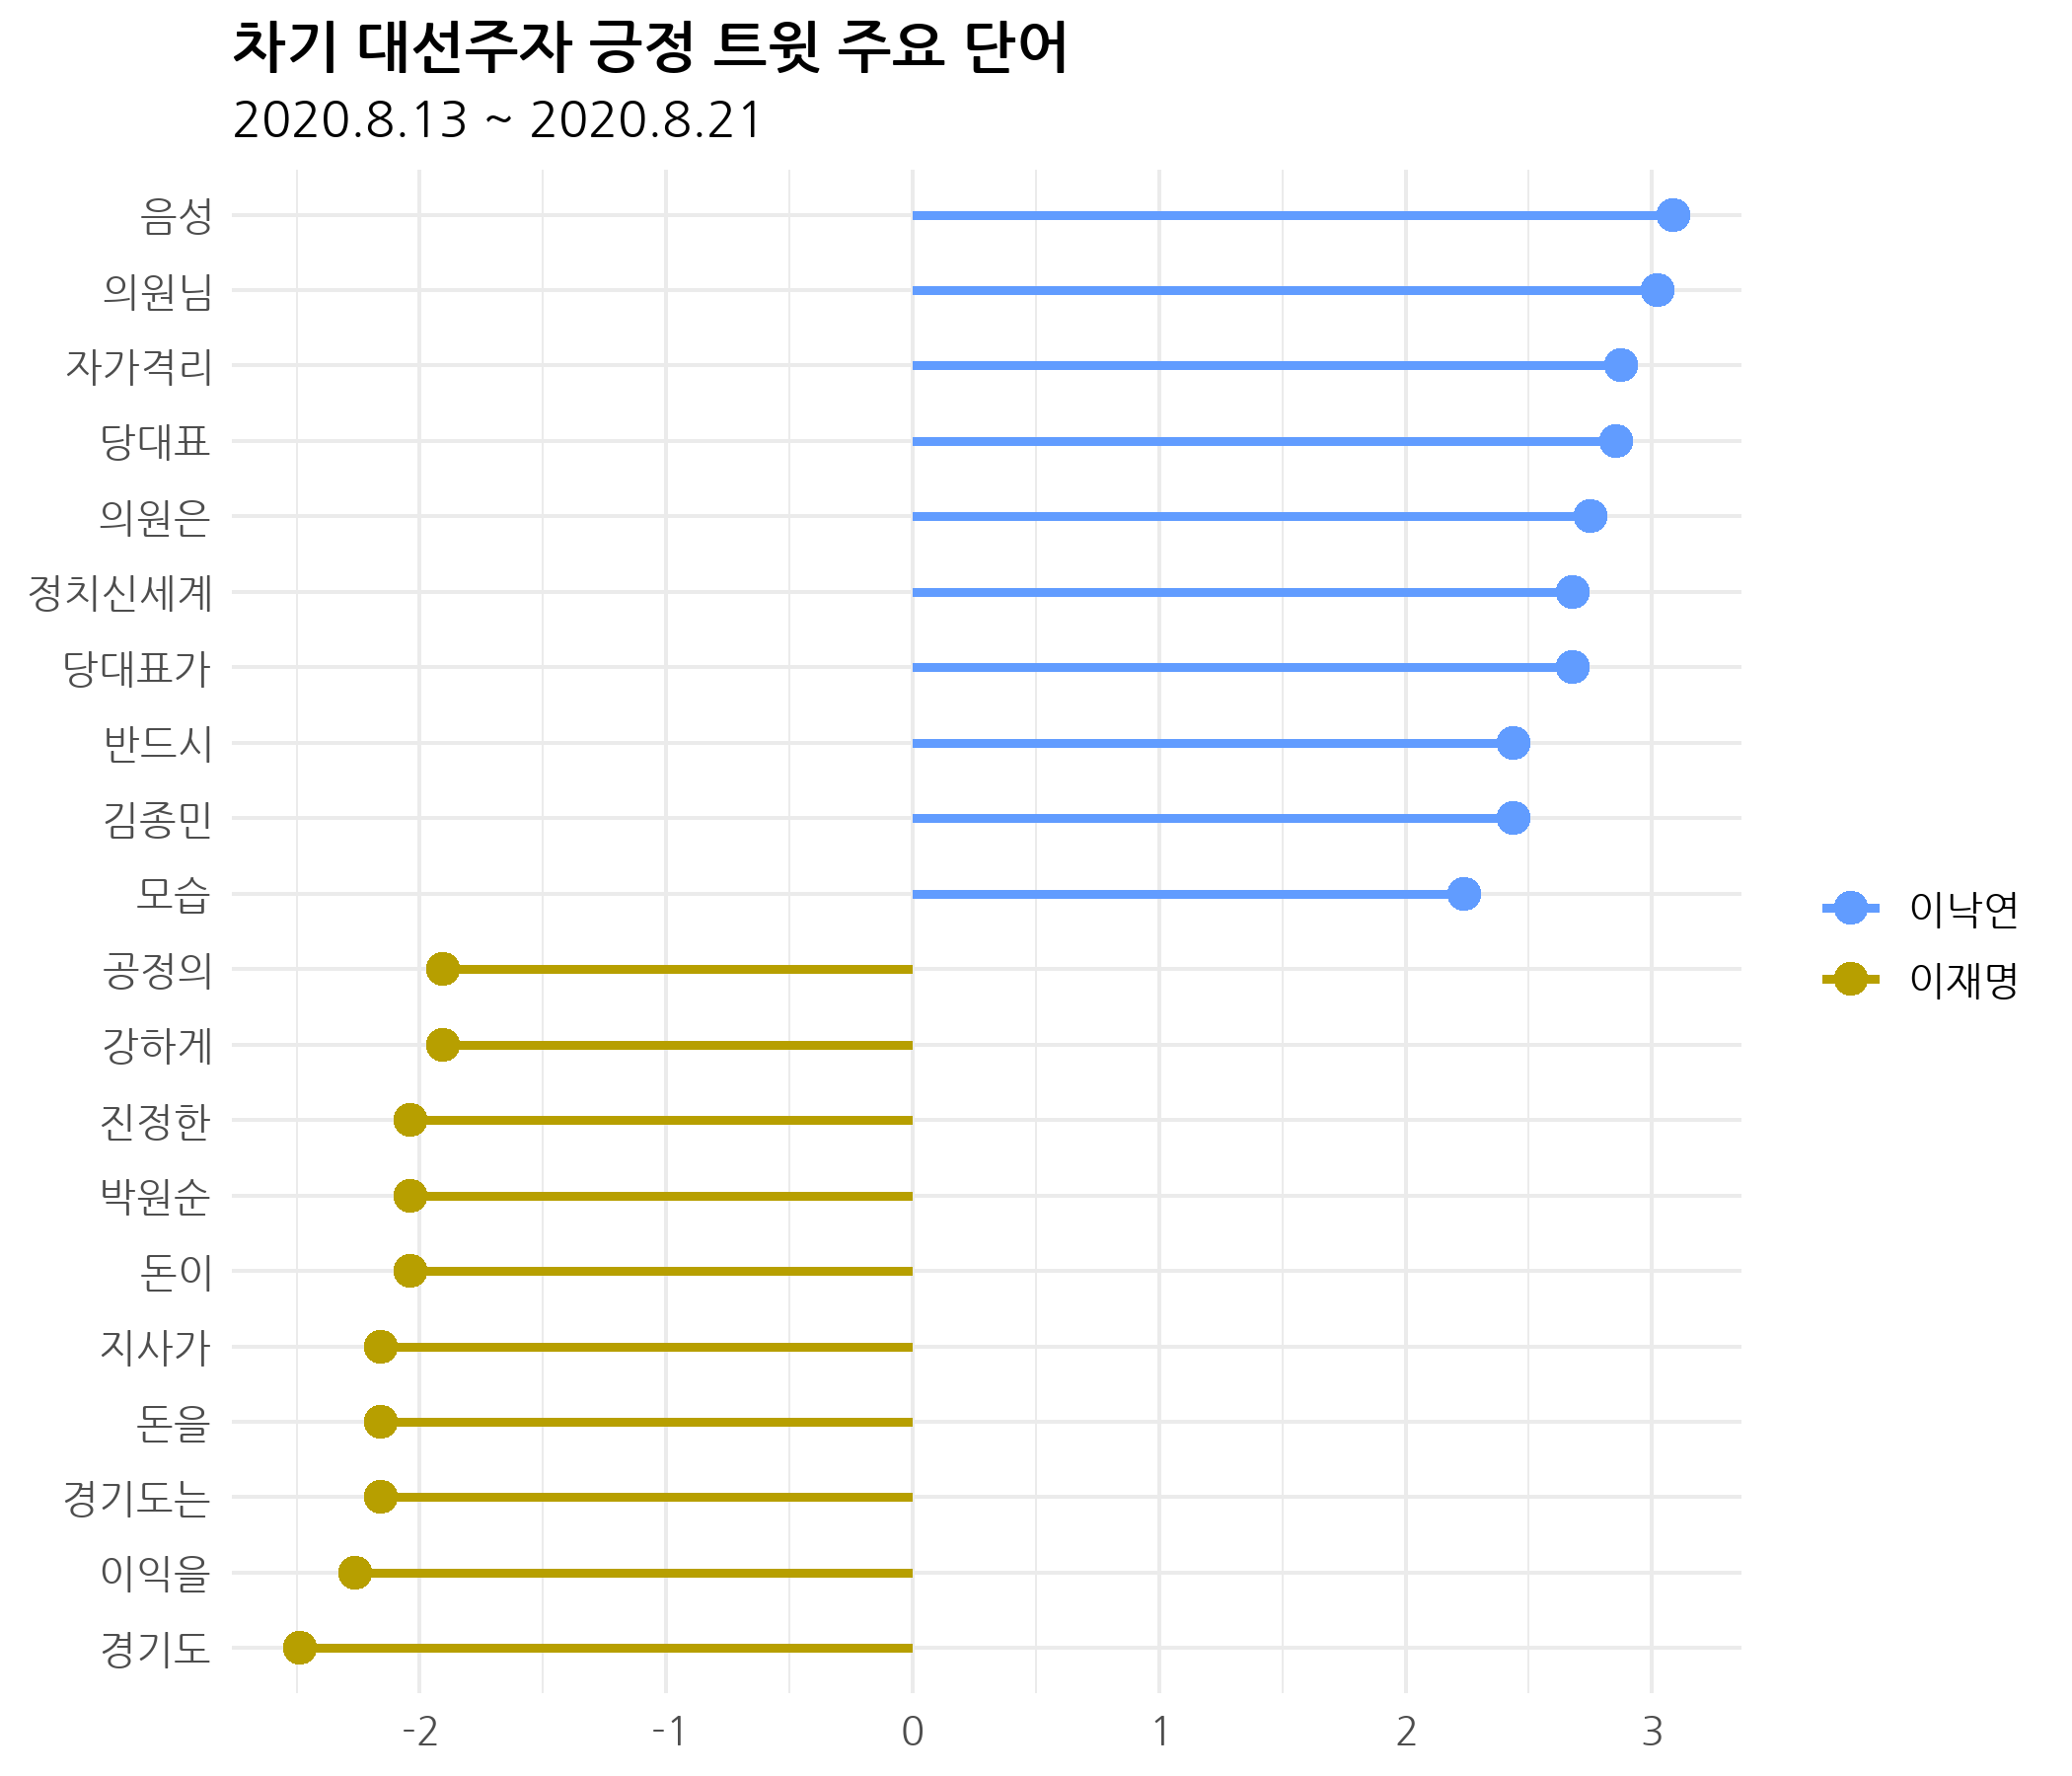 차기 대선주자 긍정 트윗 주요 단어
2020.8.13 ~ 2020.8.21
음성
의원님
자가격리
당대표
의원은
정치신세계
당대표가
반드시
김종민
모습
공정의
강하게
진정한
박원순
돈이
지사가
돈을
경기도는
이익을
경기도
-2 -1 0 1 2 3
이낙연
이재명